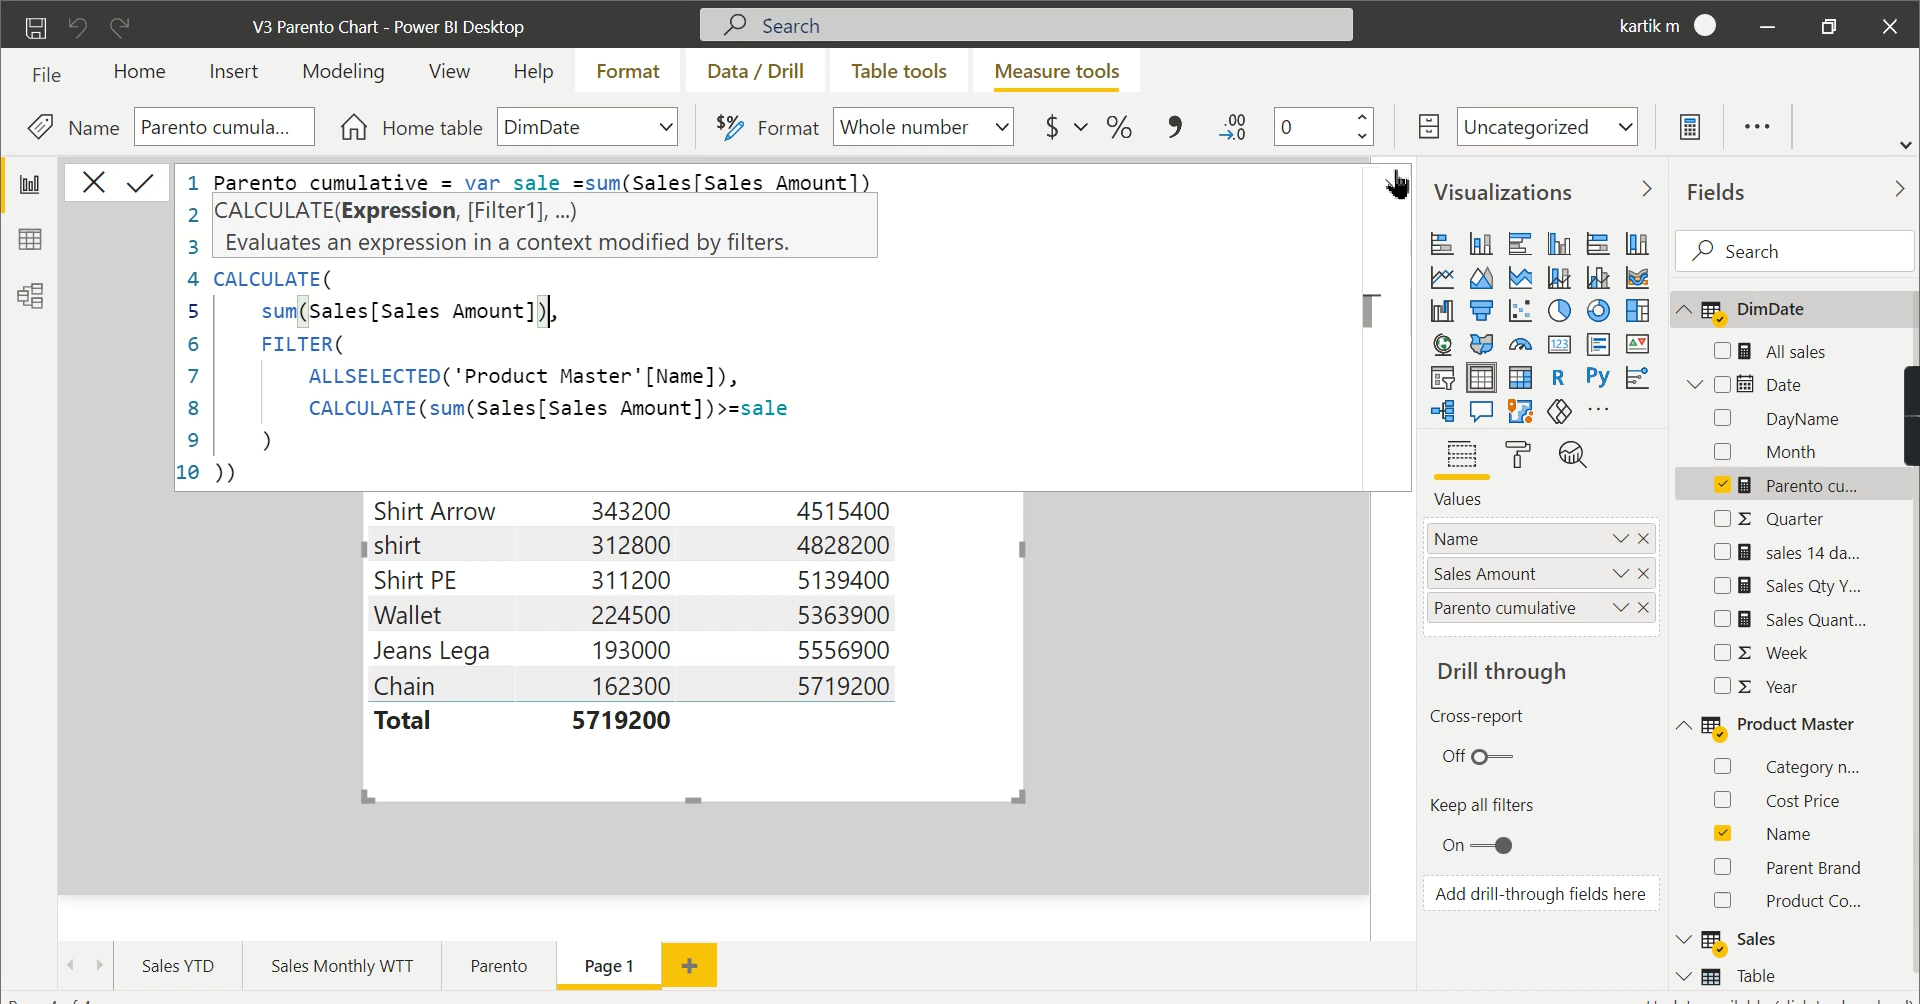 V3 Parento Chart - Power BI Desktop
Search
kartik m
File
Home
Insert
Modeling
View
Help
Format
Data / Drill
Table tools
Measure tools
Name
Parento cumula...
Home table
DimDate
Format
Whole number
$
%
.00
→.0
0
Uncategorized
1 Parento cumulative = var sale =sum(Sales[Sales Amount])
2 CALCULATE(Expression, [Filter1], ...)
3 Evaluates an expression in a context modified by filters.
4 CALCULATE(
5 sum(Sales[Sales Amount]),
6 FILTER(
7 ALLSELECTED('Product Master'[Name]),
8 CALCULATE(sum(Sales[Sales Amount])>=sale
9 )
10 ))
Shirt Arrow 343200 4515400
shirt 312800 4828200
Shirt PE 311200 5139400
Wallet 224500 5363900
Jeans Lega 193000 5556900
Chain 162300 5719200
Total 5719200
Visualizations
123
R
Py
...
Values
Name
Sales Amount
Parento cumulative
Drill through
Cross-report
Off
Keep all filters
On
Add drill-through fields here
Fields
Search
DimDate
All sales
Date
DayName
Month
Parento cu...
Quarter
sales 14 da...
Sales Qty Y...
Sales Quant...
Week
Year
Product Master
Category n...
Cost Price
Name
Parent Brand
Product Co...
Sales
Table
Sales YTD
Sales Monthly WTT
Parento
Page 1
+